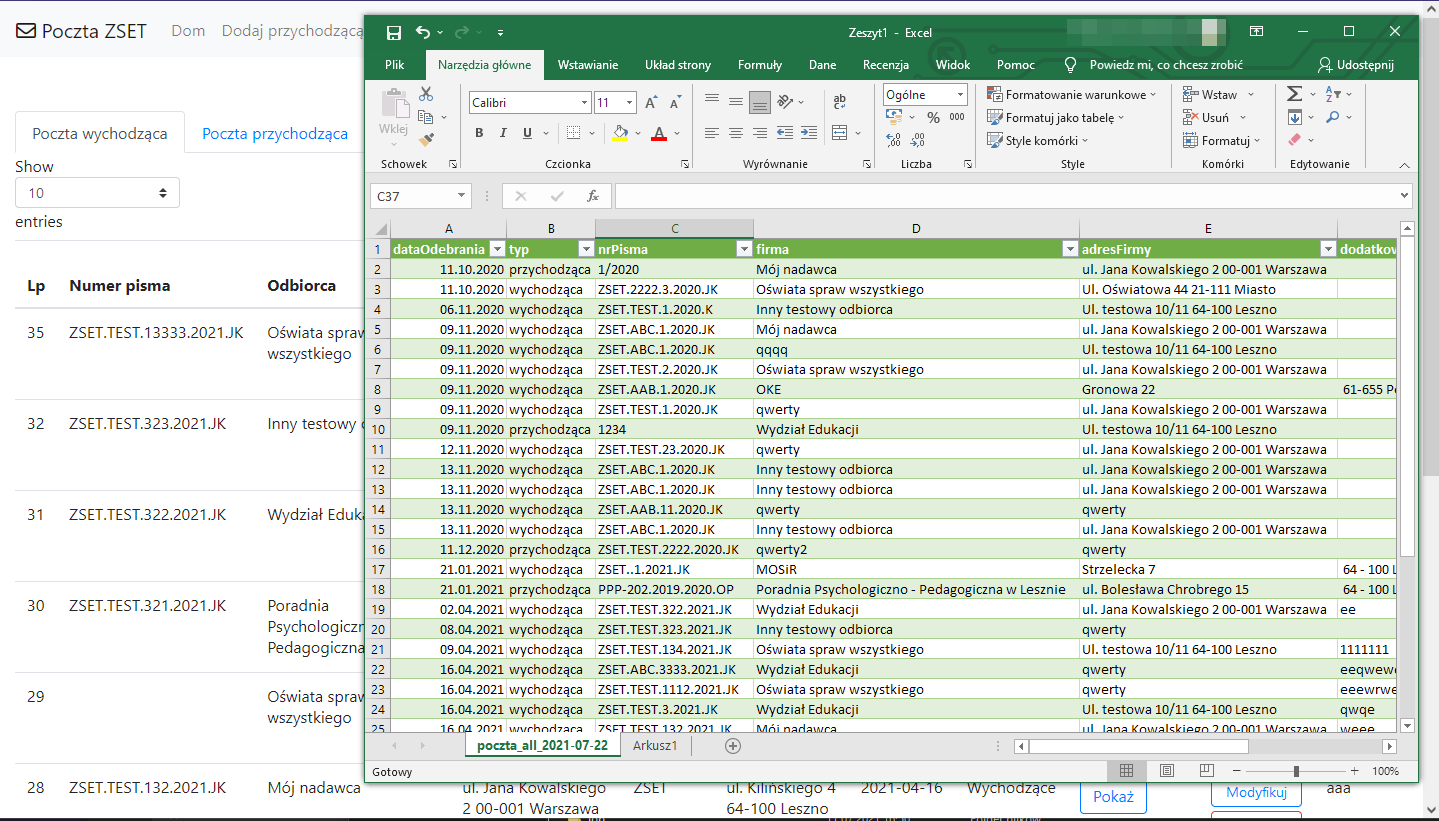 Poczta ZSET Dom Dodaj przychodzącą
Poczta wychodząca Poczta przychodząca
Show
10
entries
Lp Numer pisma Odbiorca
35 ZSET.TEST.13333.2021.JK Oświata spraw
wszystkiego
32 ZSET.TEST.323.2021.JK Inny testowy
31 ZSET.TEST.322.2021.JK Wydział Eduka
30 ZSET.TEST.321.2021.JK Poradnia
Psychologiczn
Pedagogiczna
29 Oświata spraw
wszystkiego
28 ZSET.TEST.132.2021.JK Mój nadawca ul. Jana Kowalskiego ZSET ul. Kilińskiego 4 2021-04-16 Wychodzące Pokaż Modyfikuj aaa
2 00-001 Warszawa 64-100 Leszno
Zeszyt1 - Excel
Plik Narzędzia główne Wstawianie Układ strony Formuły Dane Recenzja Widok Pomoc Powiedz mi, co chcesz zrobić Udostępnij
Wklej
Calibri 11
B I U
ab
Ogólne
% 000
Formatowanie warunkowe
Formatuj jako tabelę
Style komórki
Wstaw
Usuń
Formatuj
Schowek Czcionka Wyrównanie Liczba Style Komórki Edytowanie
C37 fx
A B C D E
1 dataOdebrania typ nrPisma firma adresFirmy dodatkow
2 11.10.2020 przychodząca 1/2020 Mój nadawca ul. Jana Kowalskiego 2 00-001 Warszawa
3 11.10.2020 wychodząca ZSET.2222.3.2020.JK Oświata spraw wszystkiego Ul. Oświatowa 44 21-111 Miasto
4 06.11.2020 wychodząca ZSET.TEST.1.2020.K Inny testowy odbiorca Ul. testowa 10/11 64-100 Leszno
5 09.11.2020 wychodząca ZSET.ABC.1.2020.JK Mój nadawca ul. Jana Kowalskiego 2 00-001 Warszawa
6 09.11.2020 wychodząca ZSET.ABC.1.2020.JK qqqq Ul. testowa 10/11 64-100 Leszno
7 09.11.2020 wychodząca ZSET.TEST.2.2020.JK Oświata spraw wszystkiego ul. Jana Kowalskiego 2 00-001 Warszawa
8 09.11.2020 wychodząca ZSET.AAB.1.2020.JK OKE Gronowa 22 61-655 Po
9 09.11.2020 wychodząca ZSET.TEST.1.2020.JK qwerty ul. Jana Kowalskiego 2 00-001 Warszawa
10 09.11.2020 przychodząca 1234 Wydział Edukacji Ul. testowa 10/11 64-100 Leszno
11 12.11.2020 wychodząca ZSET.TEST.23.2020.JK qwerty ul. Jana Kowalskiego 2 00-001 Warszawa
12 13.11.2020 wychodząca ZSET.ABC.1.2020.JK Inny testowy odbiorca ul. Jana Kowalskiego 2 00-001 Warszawa
13 13.11.2020 wychodząca ZSET.ABC.1.2020.JK Inny testowy odbiorca ul. Jana Kowalskiego 2 00-001 Warszawa
14 13.11.2020 wychodząca ZSET.AAB.11.2020.JK qwerty qwerty
15 13.11.2020 wychodząca ZSET.ABC.1.2020.JK Inny testowy odbiorca ul. Jana Kowalskiego 2 00-001 Warszawa
16 11.12.2020 przychodząca ZSET.TEST.2222.2020.JK qwerty2 qwerty
17 21.01.2021 wychodząca ZSET..1.2021.JK MOSiR Strzelecka 7 64 - 100 L
18 21.01.2021 przychodząca PPP-202.2019.2020.OP Poradnia Psychologiczno - Pedagogiczna w Lesznie ul. Bolesława Chrobrego 15 64 - 100 L
19 02.04.2021 wychodząca ZSET.TEST.322.2021.JK Wydział Edukacji ul. Jana Kowalskiego 2 00-001 Warszawa ee
20 08.04.2021 wychodząca ZSET.TEST.323.2021.JK Inny testowy odbiorca qwerty
21 09.04.2021 wychodząca ZSET.TEST.134.2021.JK Oświata spraw wszystkiego Ul. testowa 10/11 64-100 Leszno 1111111
22 16.04.2021 wychodząca ZSET.ABC.3333.2021.JK Wydział Edukacji qwerty eeqwewe
23 16.04.2021 wychodząca ZSET.TEST.1112.2021.JK Oświata spraw wszystkiego qwerty eeewrwe
24 16.04.2021 wychodząca ZSET.TEST.3.2021.JK Wydział Edukacji Ul. testowa 10/11 64-100 Leszno qwqe
25 16.04.2021 wychodząca ZSET.TEST.132.2021.JK Mój nadawca ul. Jana Kowalskiego 2 00-001 Warszawa weee
poczta_all_2021-07-22 Arkusz1
Gotowy 100%